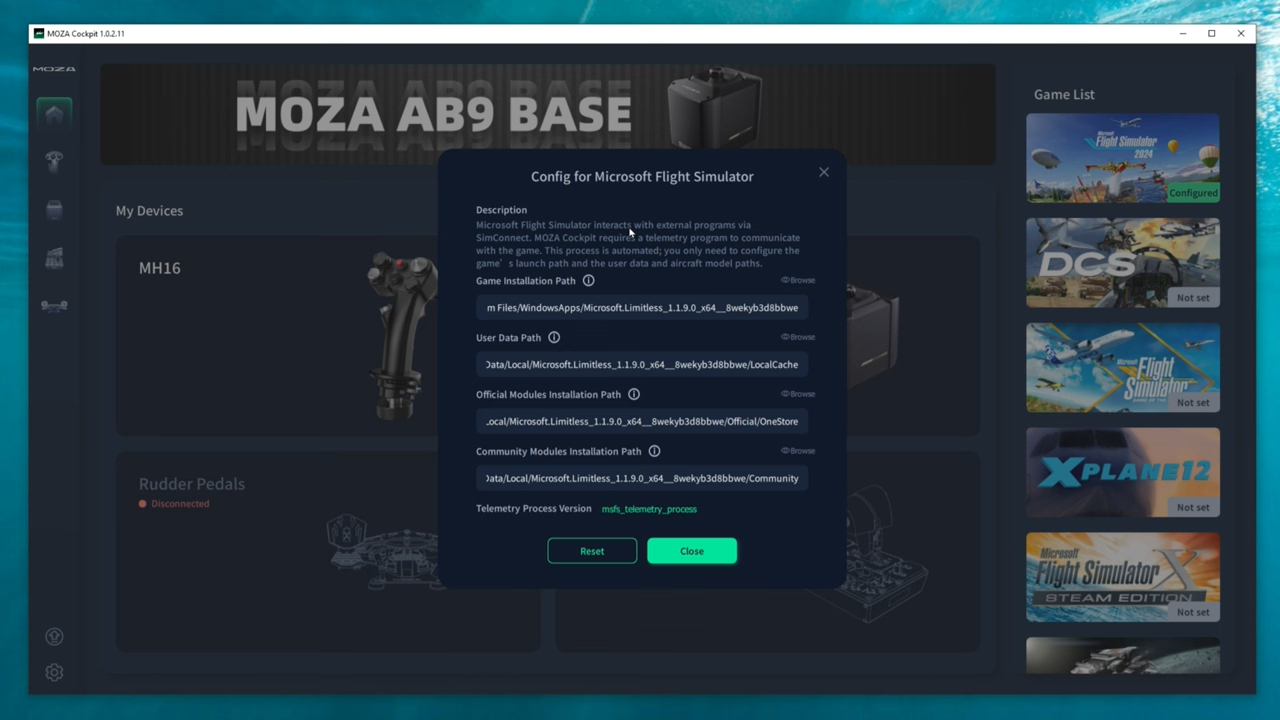 MOZA Cockpit 1.0.2.11
MOZA
MOZA AB9 BASE
Game List
Microsoft
Flight Simulator
2024
Configured
My Devices
MH16
Rudder Pedals
Disconnected
Config for Microsoft Flight Simulator
Description
Microsoft Flight Simulator interacts with external programs via
SimConnect. MOZA Cockpit requires a telemetry program to communicate
with the game. This process is automated; you only need to configure the
game's launch path and the user data and aircraft model paths.
Game Installation Path
Browse
m Files/WindowsApps/Microsoft.Limitless_1.1.9.0_x64__8wekyb3d8bbwe
User Data Path
Browse
Data/Local/Microsoft.Limitless_1.1.9.0_x64__8wekyb3d8bbwe/LocalCache
Official Modules Installation Path
Browse
.ocal/Microsoft.Limitless_1.1.9.0_x64__8wekyb3d8bbwe/Official/OneStore
Community Modules Installation Path
Browse
Data/Local/Microsoft.Limitless_1.1.9.0_x64__8wekyb3d8bbwe/Community
Telemetry Process Version msfs_telemetry_process
Reset
Close
DCS
Not set
Flight
Simulator
Not set
XPLANE12
Not set
Microsoft
Flight Simulator X
STEAM EDITION
Not set